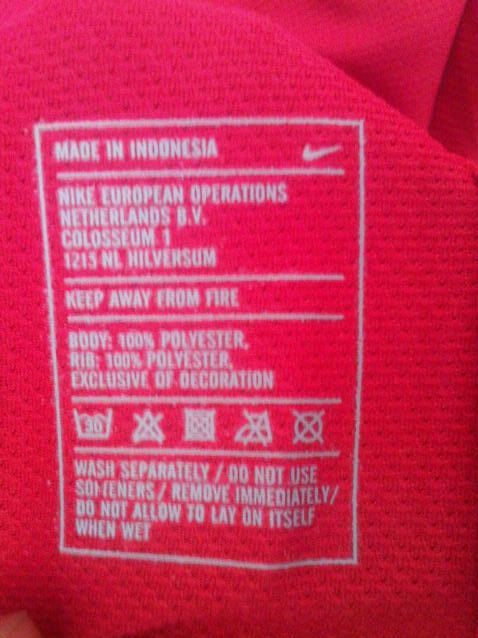 MADE IN INDONESIA
NIKE EUROPEAN OPERATIONS
NETHERLANDS B.V.
COLOSSEUM 1
1213 NL HILVERSUM
KEEP AWAY FROM FIRE
BODY: 100% POLYESTER,
RIB: 100% POLYESTER,
EXCLUSIVE OF DECORATION
30
WASH SEPARATELY / DO NOT USE
SOFTENERS / REMOVE IMMEDIATELY/
DO NOT ALLOW TO LAY ON ITSELF
WHEN WET